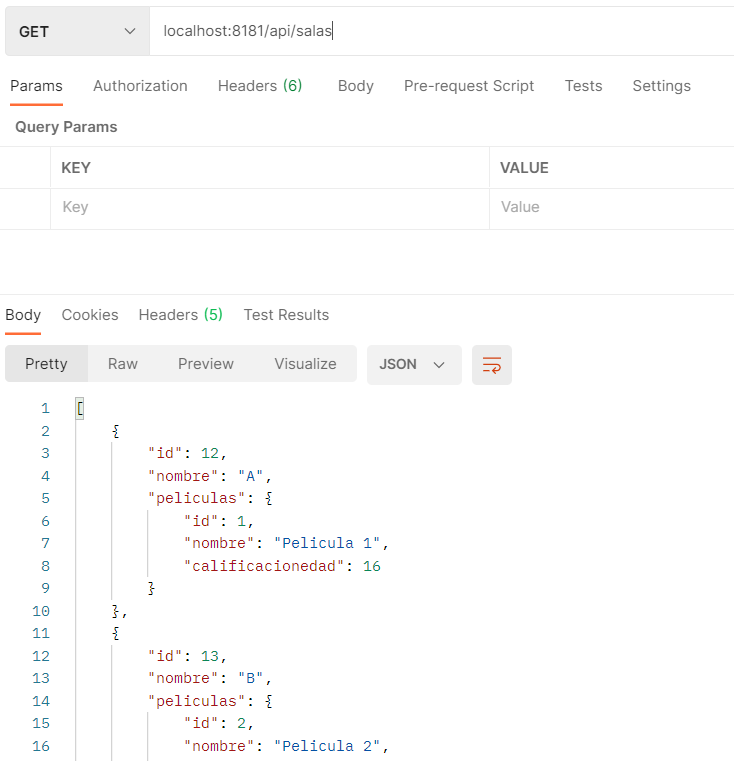 GET localhost:8181/api/salas
Params Authorization Headers (6) Body Pre-request Script Tests Settings
Query Params
KEY VALUE
Key Value
Body Cookies Headers (5) Test Results
Pretty Raw Preview Visualize JSON
1 [
2 {
3 "id": 12,
4 "nombre": "A",
5 "peliculas": {
6 "id": 1,
7 "nombre": "Pelicula 1",
8 "calificacionedad": 16
9 }
10 },
11 {
12 "id": 13,
13 "nombre": "B",
14 "peliculas": {
15 "id": 2,
16 "nombre": "Pelicula 2",